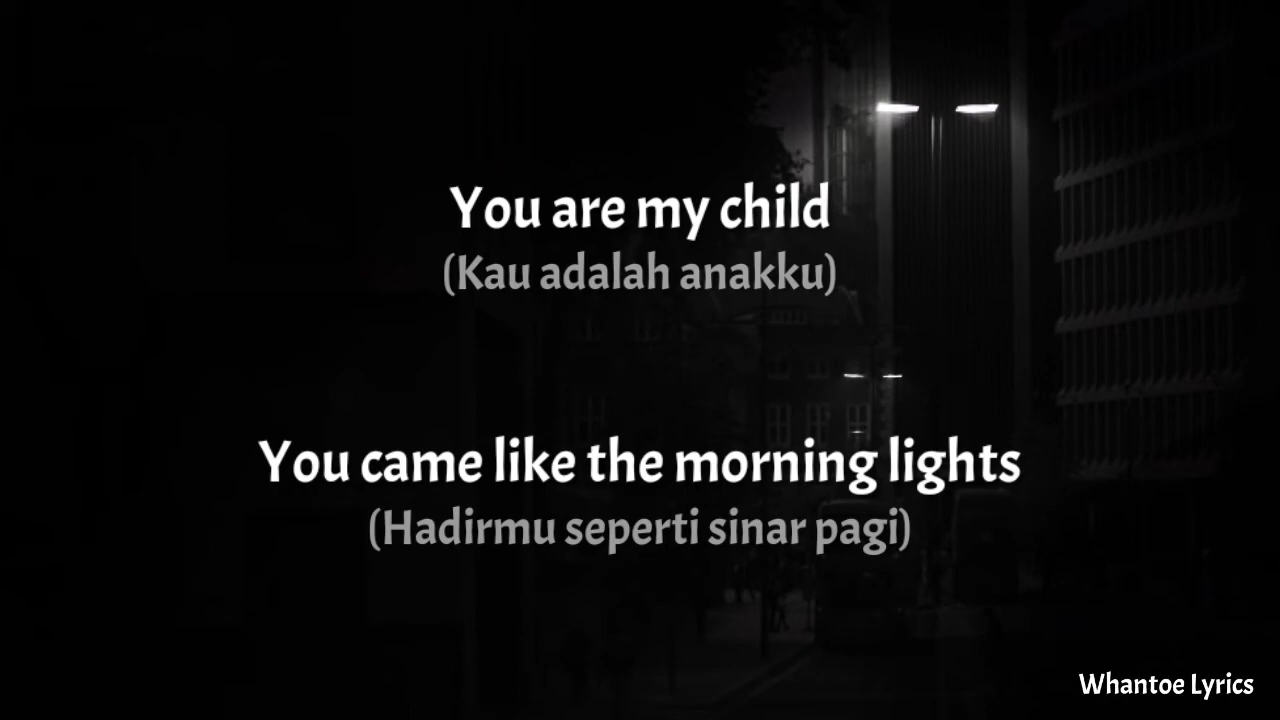 You are my child
(Kau adalah anakku)
You came like the morning lights
(Hadirmu seperti sinar pagi)
Whantoe Lyrics